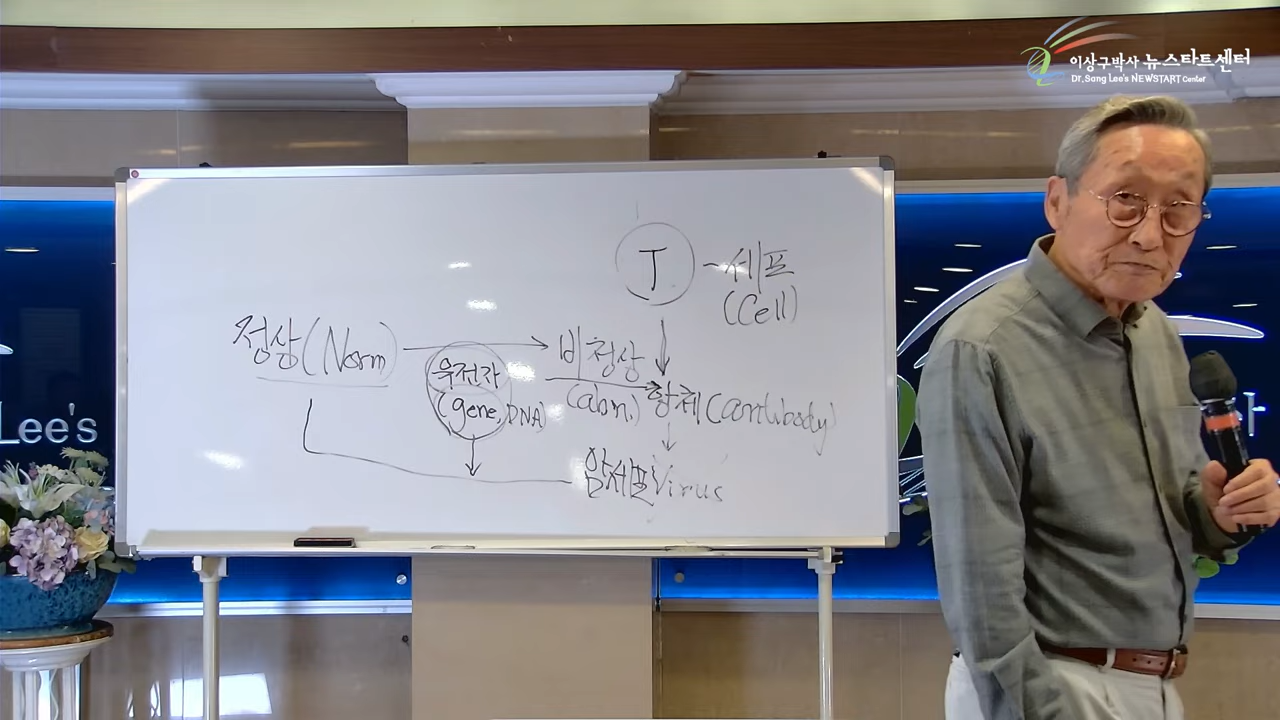 이상구박사 뉴스타트센터
Dr. Sang Lee's NEWSTART Center
T - 세포
(Cell)
정상 (Norm) 비정상
유전자 (abn.) 항체 (antibody)
(gene, DNA)
암세포 Virus
Lee's